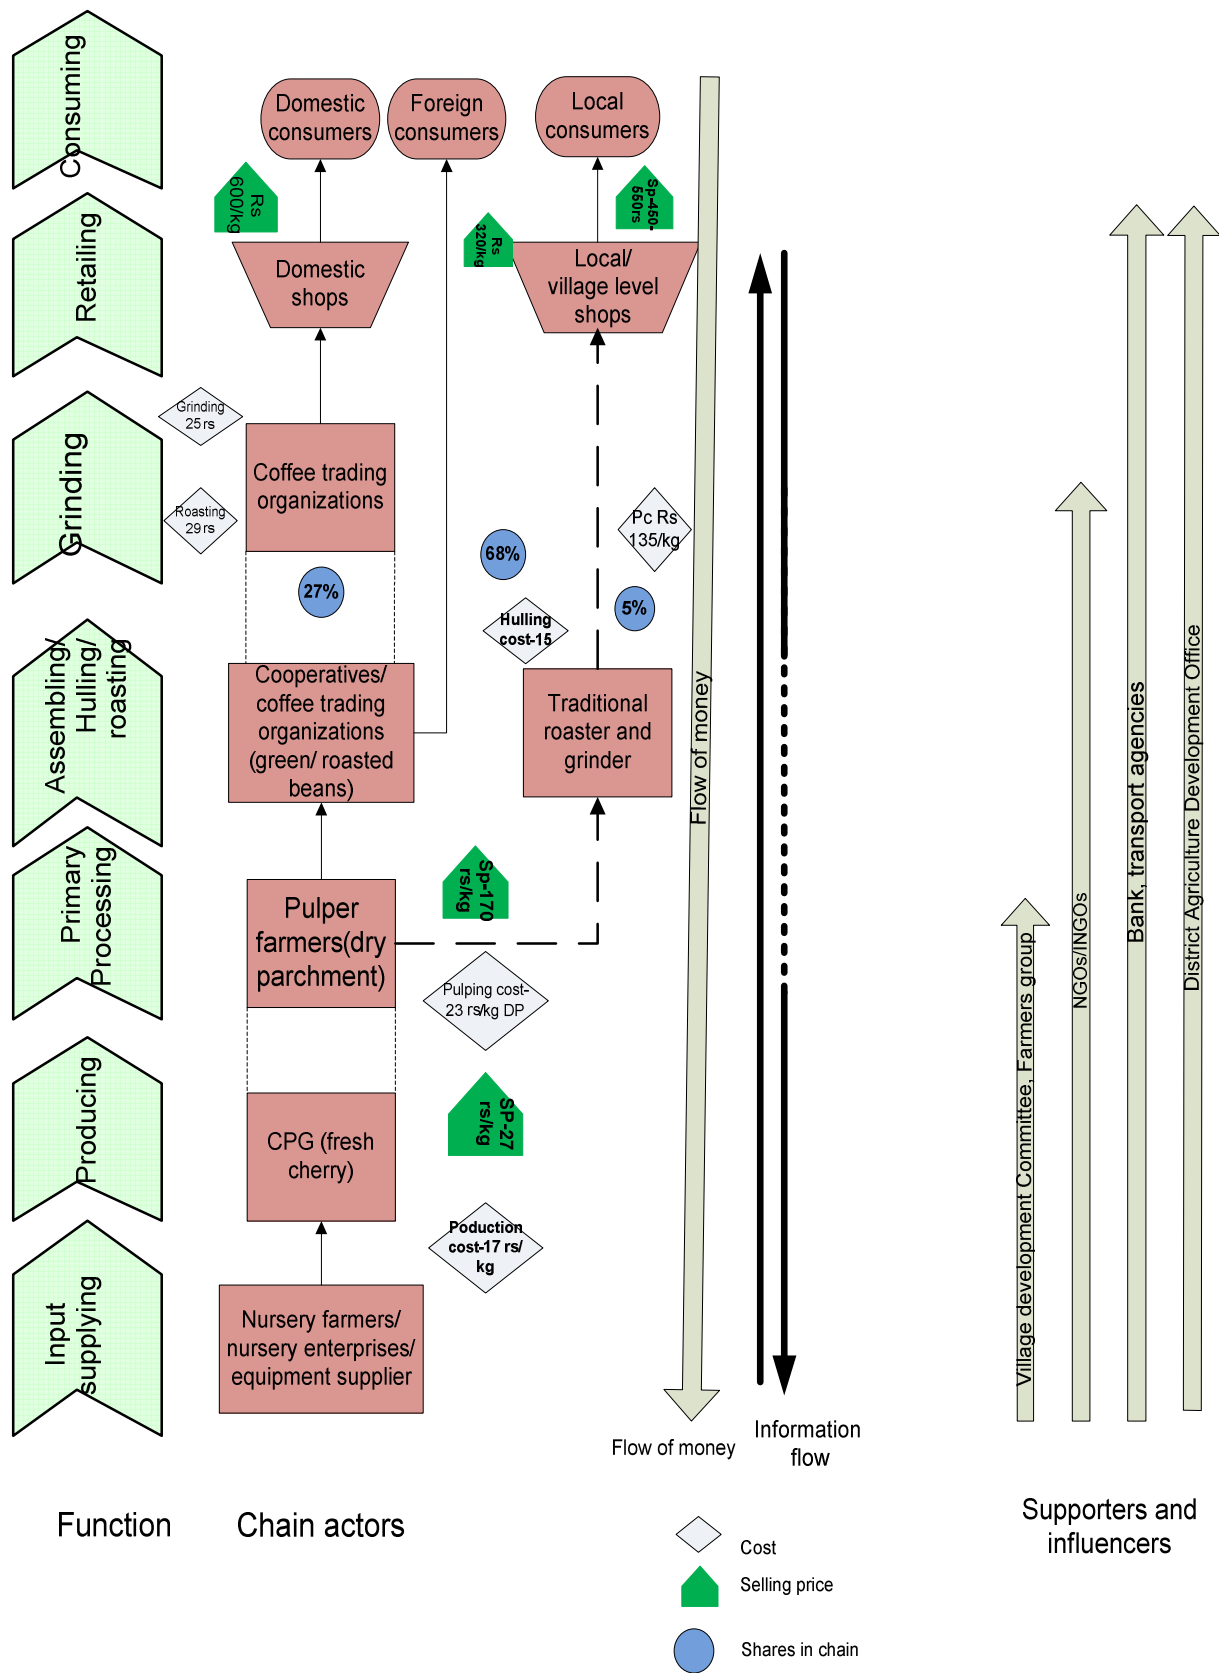 Consuming
Domestic
consumers
Foreign
consumers
Local
consumers
Rs
600/kg
Sp-450-
550rs
Retailing
Domestic
shops
Rs
320/kg
Local/
village level
shops
Grinding
Grinding
25 rs
Roasting
29 rs
Coffee trading
organizations
27%
68%
Pc Rs
135/kg
5%
Hulling
cost-15
Assembling/
Hulling/
roasting
Cooperatives/
coffee trading
organizations
(green/ roasted
beans)
Traditional
roaster and
grinder
Flow of money
Primary
Processing
Pulper
farmers(dry
parchment)
Sp-170
rs/kg
Pulping cost-
23 rs/kg DP
Producing
CPG (fresh
cherry)
SP-27
rs/kg
Poduction
cost-17 rs/
kg
Input
supplying
Nursery farmers/
nursery enterprises/
equipment supplier
Village development Committee, Farmers group
NGOs/INGOs
Bank, transport agencies
District Agriculture Development Office
Flow of money
Information
flow
Function
Chain actors
Supporters and
influencers
Cost
Selling price
Shares in chain